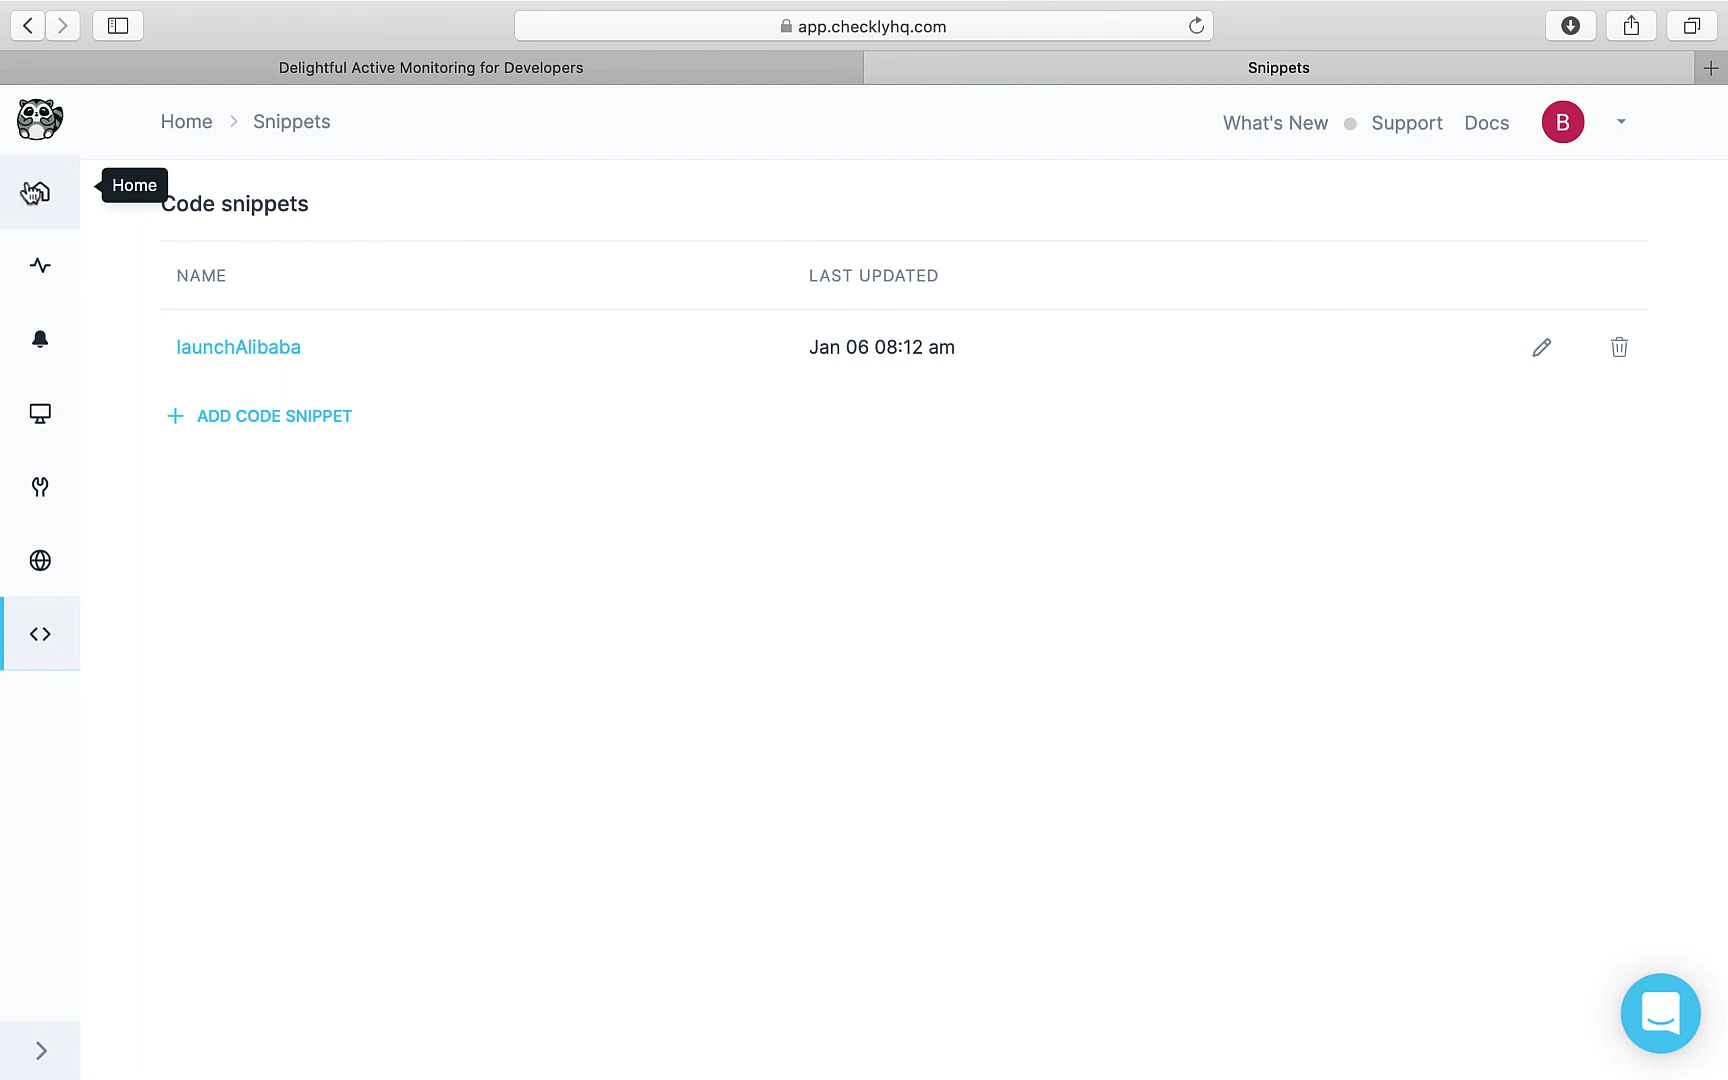 app.checklyhq.com
Delightful Active Monitoring for Developers
Snippets
Home
Snippets
What's New
Support
Docs
B
Home
Code snippets
NAME
LAST UPDATED
launchAlibaba
Jan 06 08:12 am
ADD CODE SNIPPET